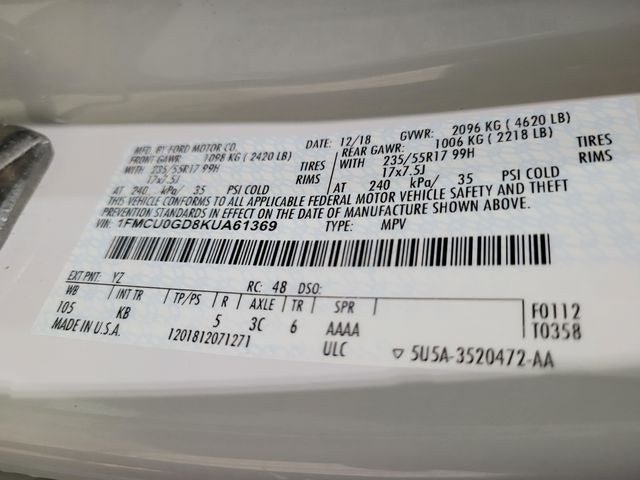 MFD. BY FORD MOTOR CO. DATE: 12/18 GVWR: 2096 KG ( 4620 LB)
FRONT GAWR: 1098 KG ( 2420 LB) REAR GAWR: 1006 KG ( 2218 LB)
WITH 235/55R17 99H TIRES WITH 235/55R17 99H TIRES
17x7.5J RIMS 17x7.5J RIMS
AT 240 kPa/ 35 PSI COLD AT 240 kPa/ 35 PSI COLD
THIS VEHICLE CONFORMS TO ALL APPLICABLE FEDERAL MOTOR VEHICLE SAFETY AND THEFT
PREVENTION STANDARDS IN EFFECT ON THE DATE OF MANUFACTURE SHOWN ABOVE.
VIN: 1FMCU0GD8KUA61369 TYPE: MPV
EXT PNT: YZ RC: 48 DSO:
WB INT TR TP/PS R AXLE TR SPR
105 KB 5 3C 6 AAAA F0112
MADE IN U.S.A. 1201812071271 ULC T0358
▽ 5U5A-3520472-AA